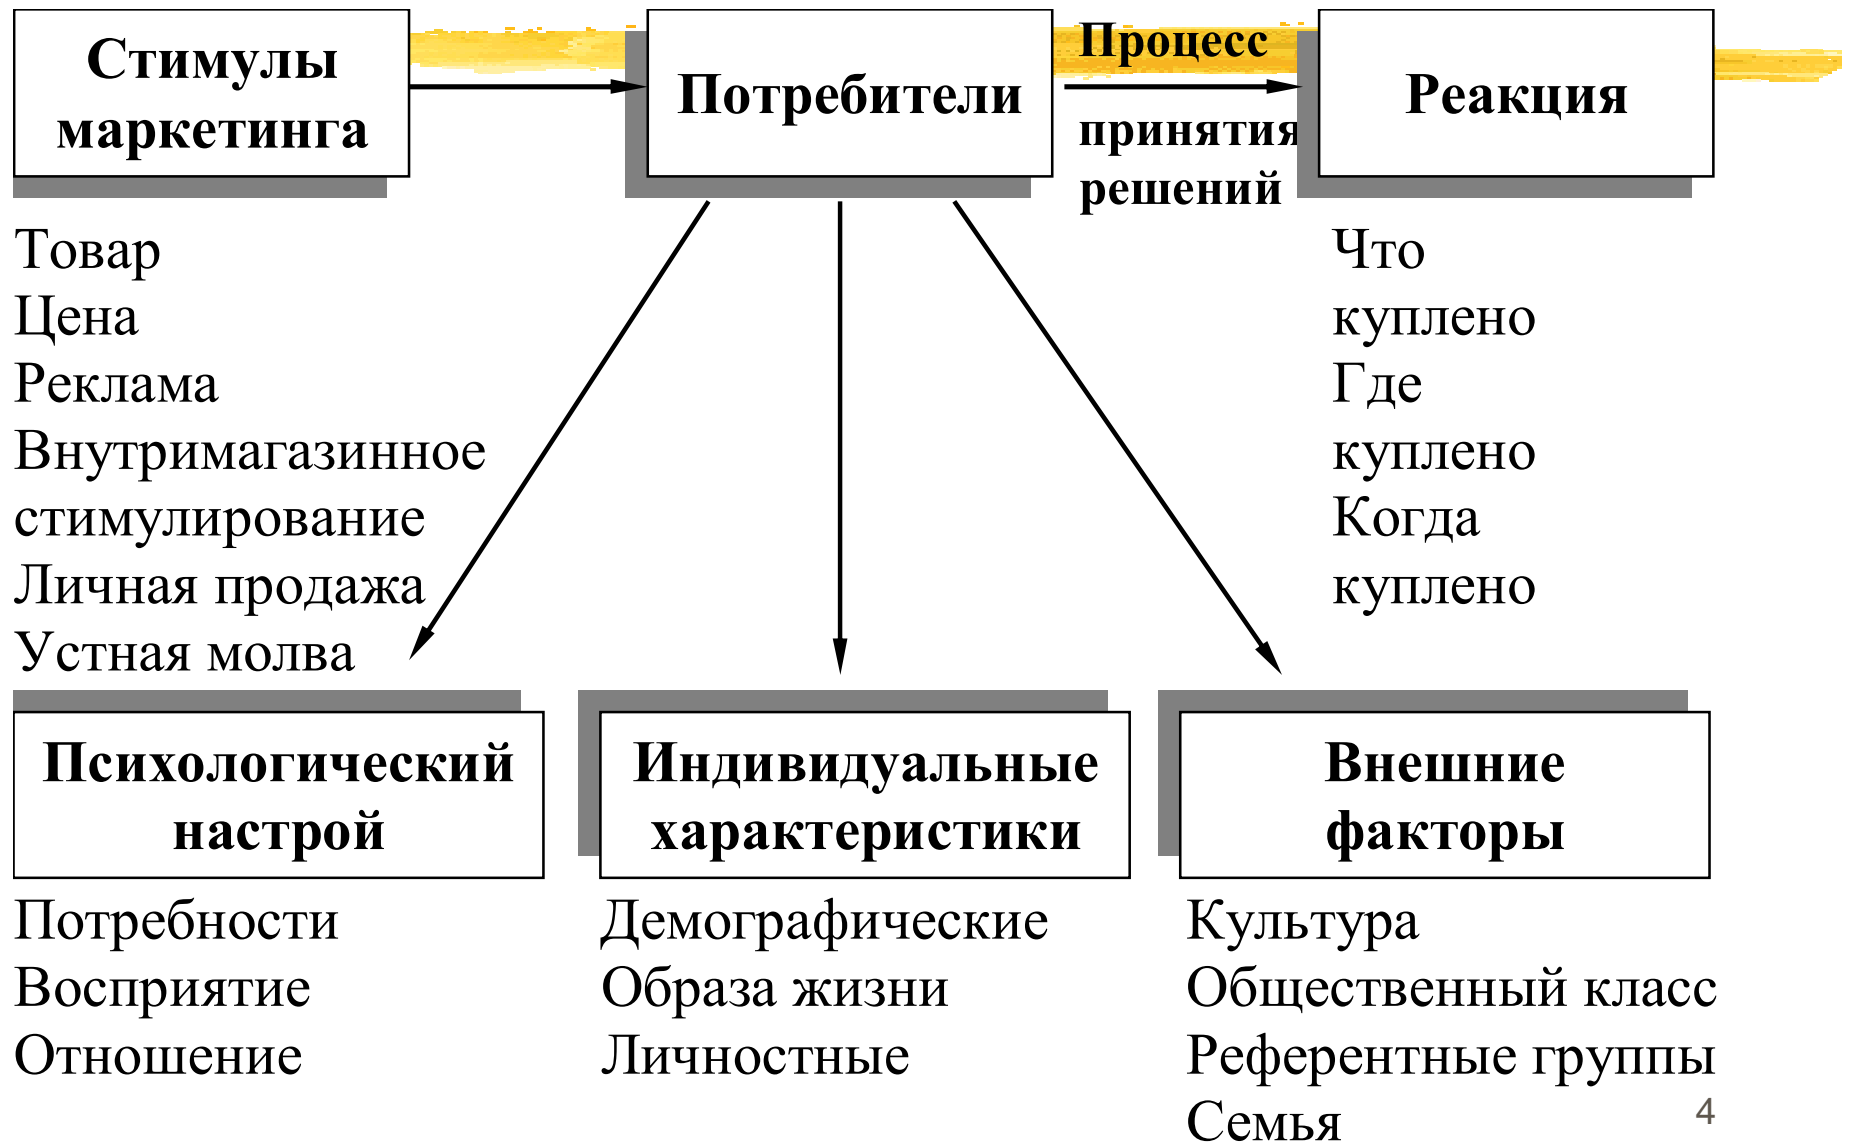 Стимулы
маркетинга
Потребители
Процесс
принятия
решений
Реакция
Товар
Цена
Реклама
Внутримагазинное
стимулирование
Личная продажа
Устная молва
Что
куплено
Где
куплено
Когда
куплено
Психологический
настрой
Индивидуальные
характеристики
Внешние
факторы
Потребности
Восприятие
Отношение
Демографические
Образа жизни
Личностные
Культура
Общественный класс
Референтные группы
Семья
4